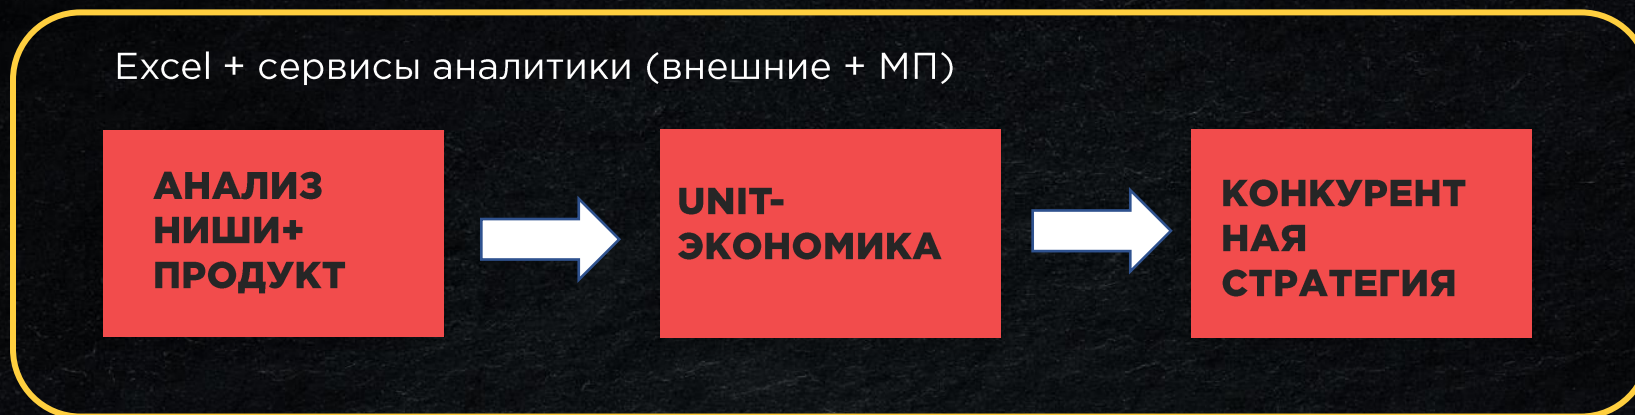 Excel + сервисы аналитики (внешние + МП)
АНАЛИЗ
НИШИ+
ПРОДУКТ
UNIT-
ЭКОНОМИКА
КОНКУРЕНТ
НАЯ
СТРАТЕГИЯ